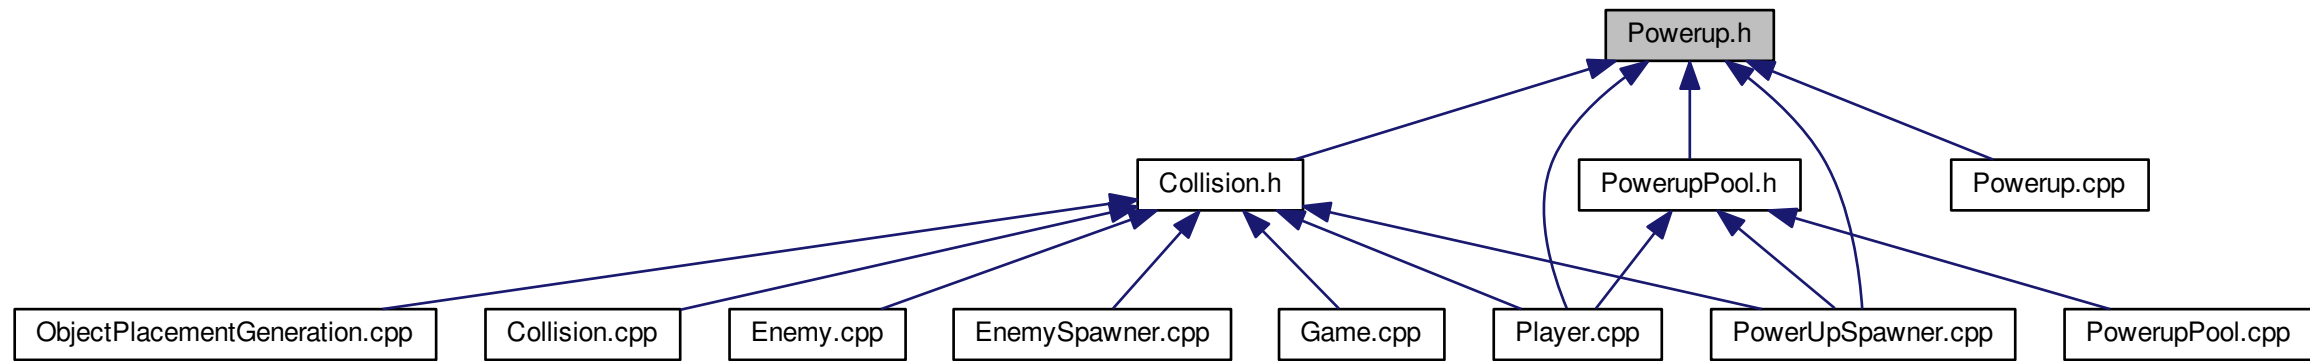 Powerup.h
Collision.h
PowerupPool.h
Powerup.cpp
ObjectPlacementGeneration.cpp
Collision.cpp
Enemy.cpp
EnemySpawner.cpp
Game.cpp
Player.cpp
PowerUpSpawner.cpp
PowerupPool.cpp